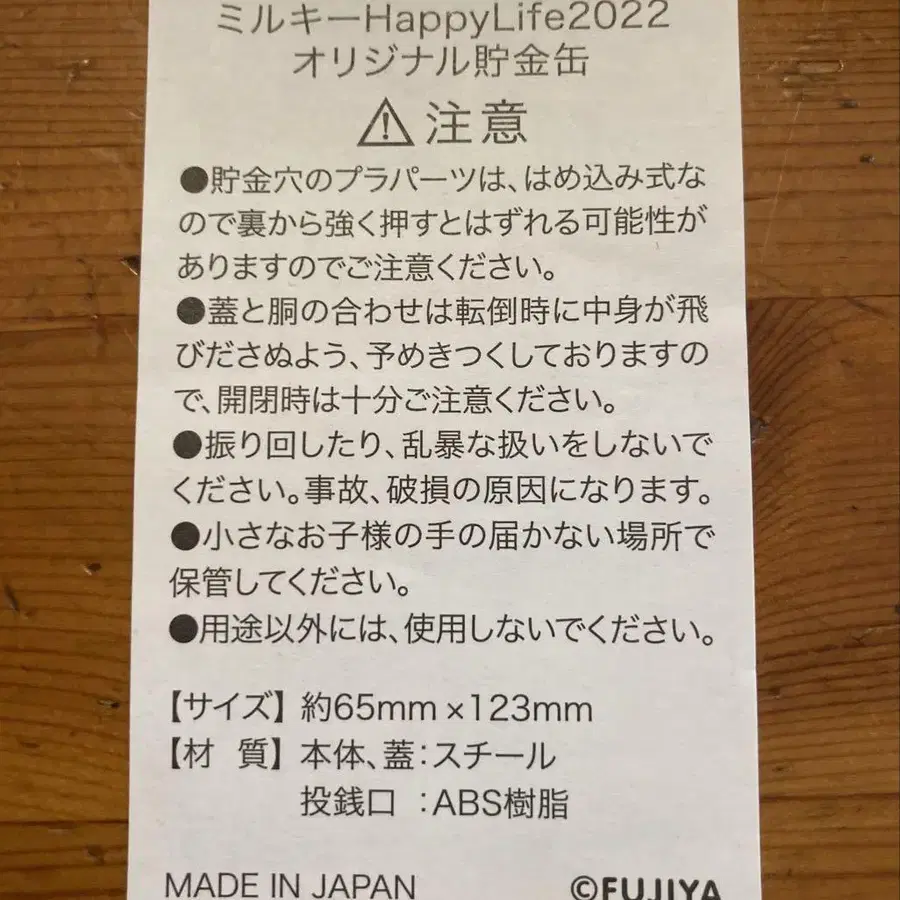 ミルキーHappyLife2022
オリジナル貯金缶
⚠注意
●貯金穴のプラパーツは、はめ込み式な
ので裏から強く押すとはずれる可能性が
ありますのでご注意ください。
●蓋と胴の合わせは転倒時に中身が飛
びださぬよう、予めきつくしておりますの
で、開閉時は十分ご注意ください。
●振り回したり、乱暴な扱いをしないで
ください。事故、破損の原因になります。
●小さなお子様の手の届かない場所で
保管してください。
●用途以外には、使用しないでください。
【サイズ】約65mm×123mm
【材 質】本体、蓋：スチール
投銭口 ：ABS樹脂
MADE IN JAPAN ©FUJIYA